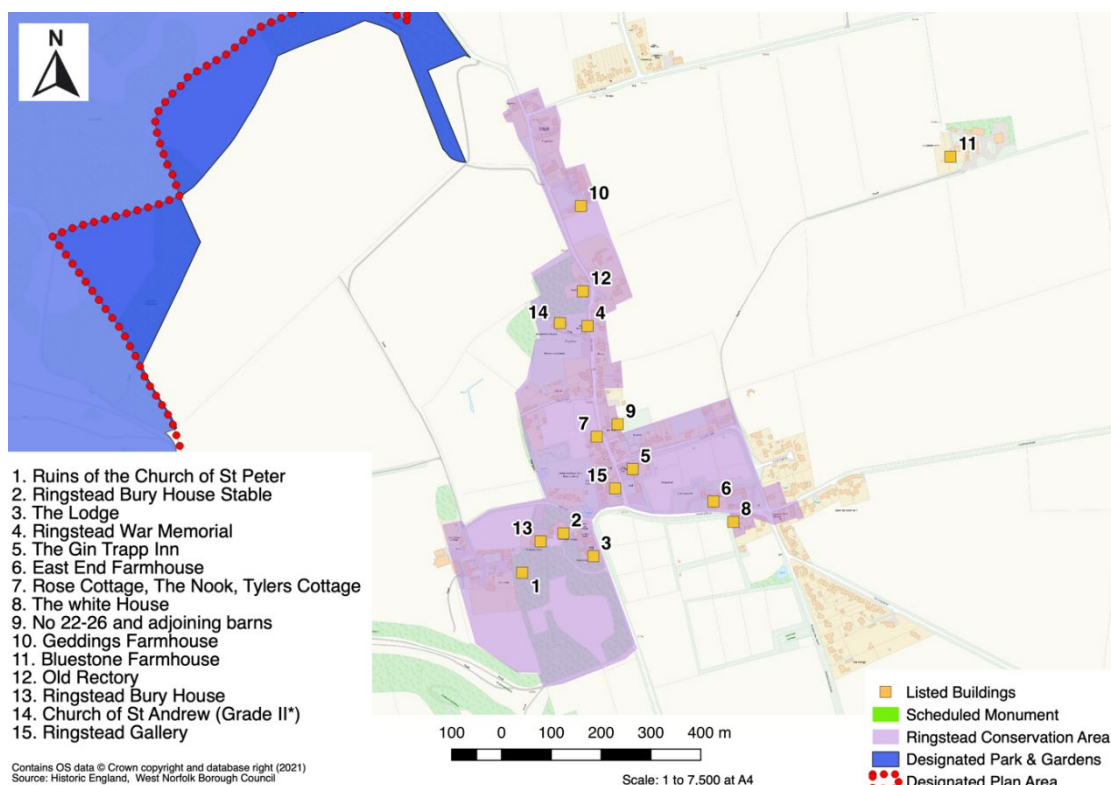 N
11
10
12
14
4
9
7
5
15
6
8
2
13
3
1
1. Ruins of the Church of St Peter
2. Ringstead Bury House Stable
3. The Lodge
4. Ringstead War Memorial
5. The Gin Trapp Inn
6. East End Farmhouse
7. Rose Cottage, The Nook, Tylers Cottage
8. The white House
9. No 22-26 and adjoining barns
10. Geddings Farmhouse
11. Bluestone Farmhouse
12. Old Rectory
13. Ringstead Bury House
14. Church of St Andrew (Grade II*)
15. Ringstead Gallery
Contains OS data © Crown copyright and database right (2021)
Source: Historic England, West Norfolk Borough Council
100 0 100 200 300 400 m
Scale: 1 to 7,500 at A4
Listed Buildings
Scheduled Monument
Ringstead Conservation Area
Designated Park & Gardens
Designated Plan Area